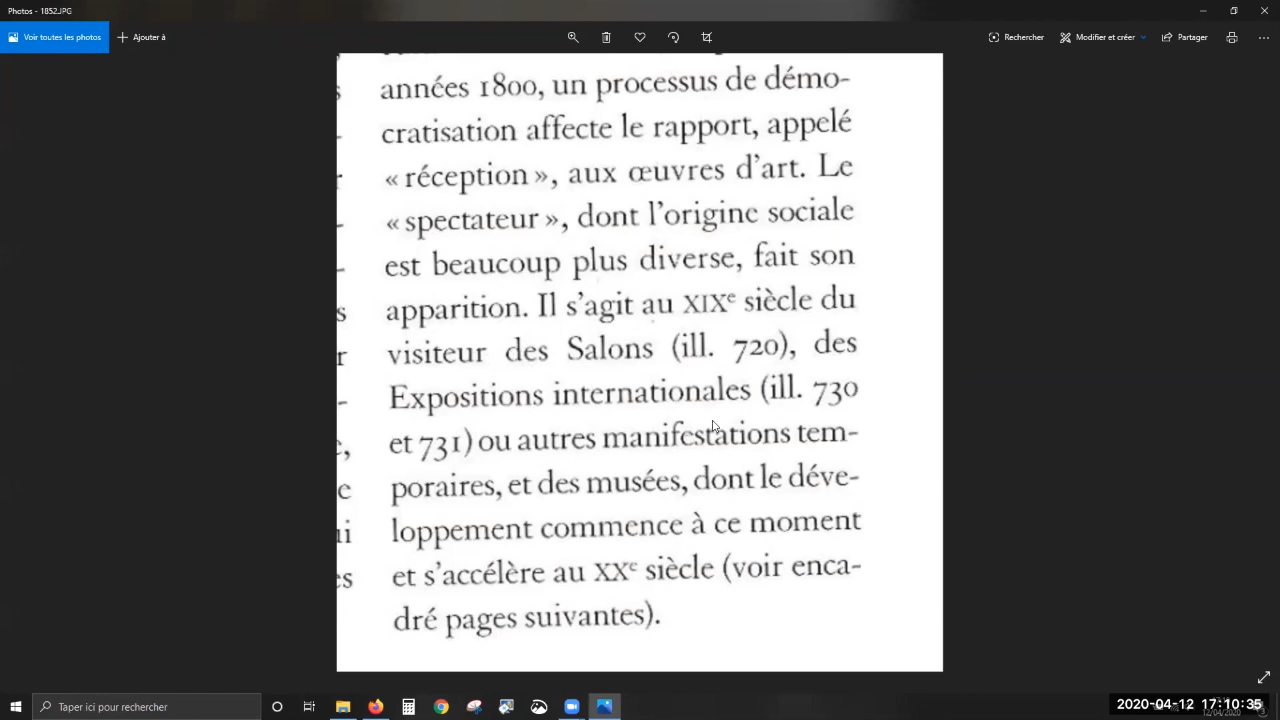 Photos - 1852.JPG
Voir toutes les photos
Ajouter à
Rechercher
Modifier et créer
Partager
années 1800, un processus de démo-
cratisation affecte le rapport, appelé
« réception », aux œuvres d’art. Le
« spectateur », dont l’origine sociale
est beaucoup plus diverse, fait son
apparition. Il s’agit au XIXe siècle du
visiteur des Salons (ill. 720), des
Expositions internationales (ill. 730
et 731) ou autres manifestations tem-
poraires, et des musées, dont le déve-
loppement commence à ce moment
et s’accélère au XXe siècle (voir enca-
dré pages suivantes).
Taper ici pour rechercher
2020-04-12 17:10:35
12/04/2020